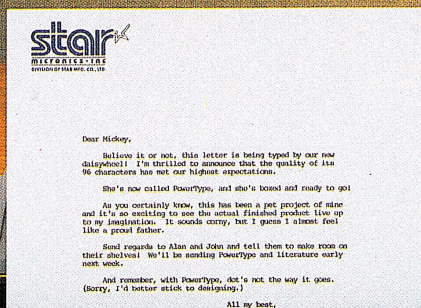 star
MICRONICS • INC
DIVISION OF STAR MFG. CO., LTD.
Dear Mickey,
Believe it or not, this letter is being typed by our new
daisywheel! I'm thrilled to announce that the quality of its
96 characters has met our highest expectations.
She's now called PowerType, and she's boxed and ready to go!
As you certainly know, this has been a pet project of mine
and it's so exciting to see the actual finished product live up
to my imagination. It sounds corny, but I guess I almost feel
like a proud father.
Send regards to Alan and John and tell them to make room on
their shelves! We'll be sending PowerType and literature early
next week.
And remember, with PowerType, dot's not the way it goes.
(Sorry, I'd better stick to designing.)
All my best,